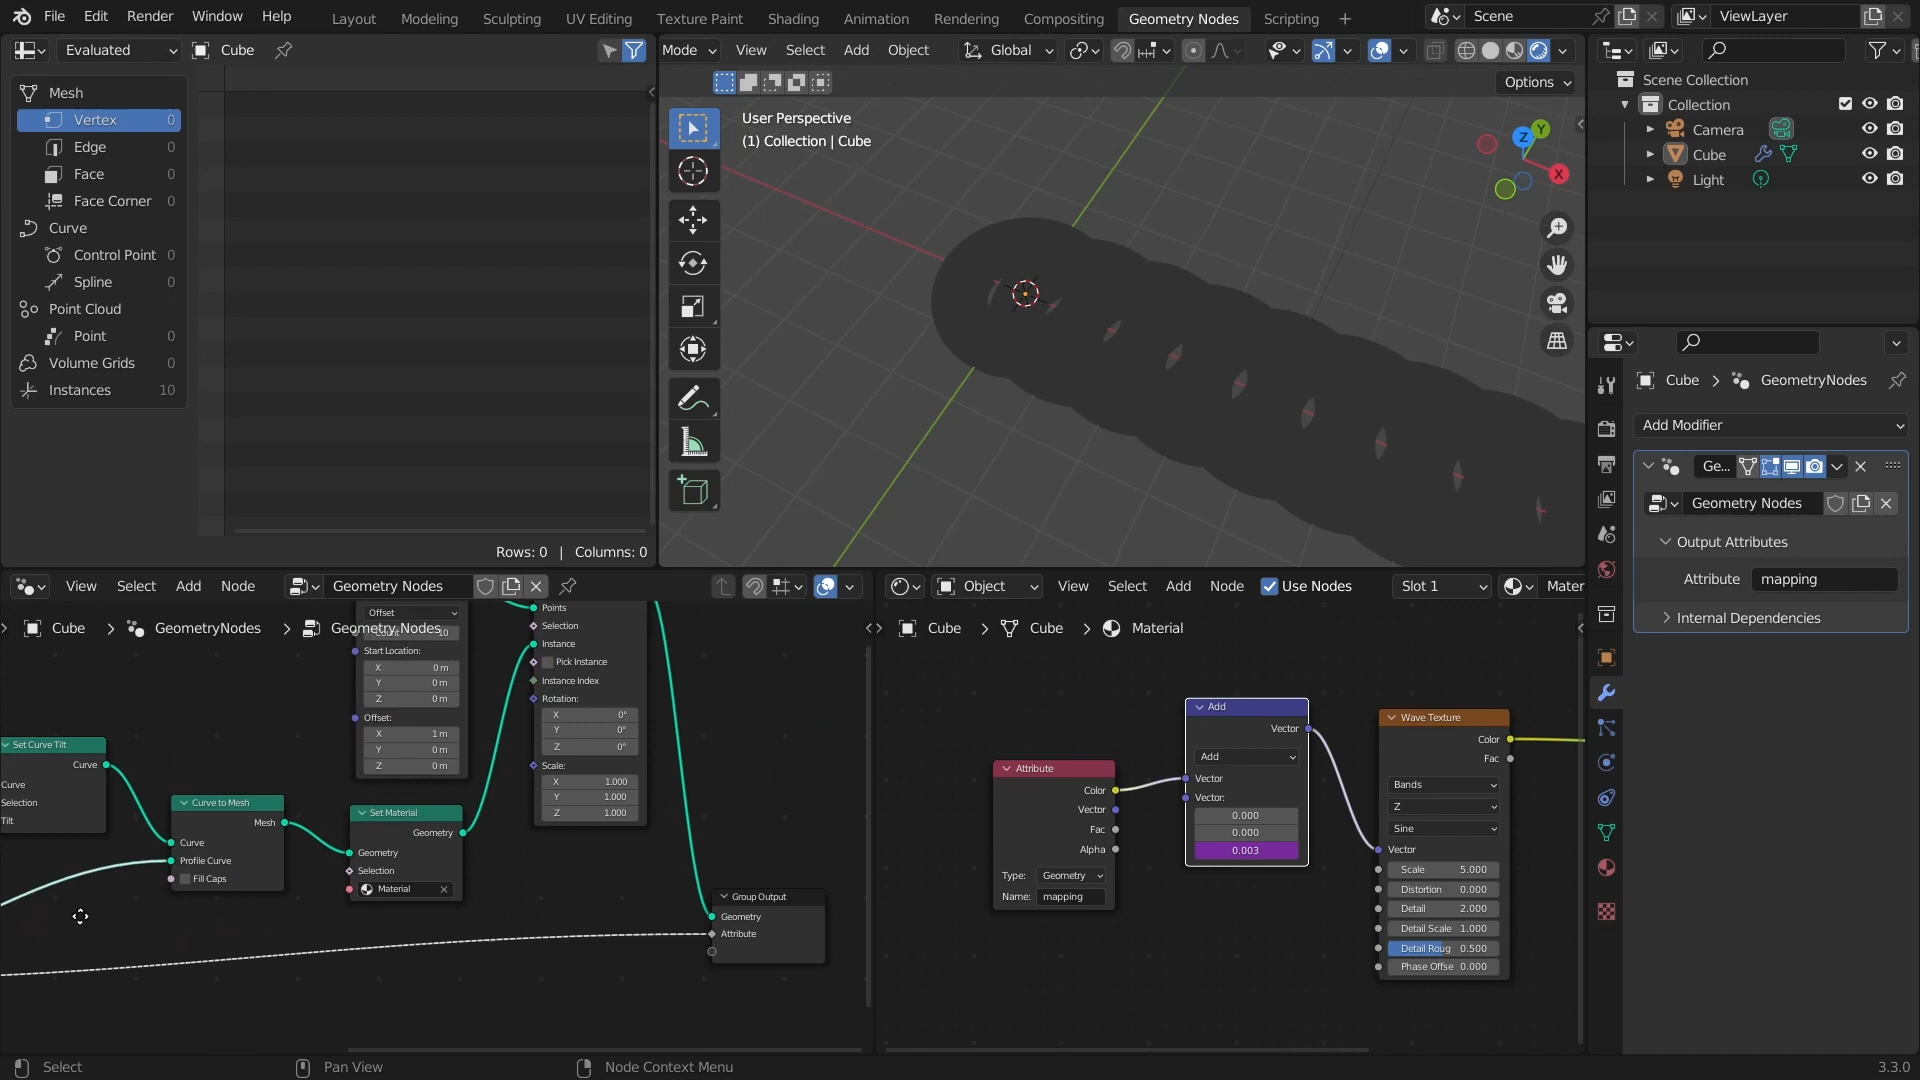 File Edit Render Window Help Layout Modeling Sculpting UV Editing Texture Paint Shading Animation Rendering Compositing Geometry Nodes Scripting + Scene ViewLayer
Evaluated Cube
Mode View Select Add Object Global
Options
Mesh
Vertex 0
Edge 0
Face 0
Face Corner 0
Curve
Control Point 0
Spline 0
Point Cloud
Point 0
Volume Grids 0
Instances 10
Rows: 0 | Columns: 0
User Perspective
(1) Collection | Cube
Z Y X
Scene Collection
Collection
Camera
Cube
Light
Cube > GeometryNodes
Add Modifier
Ge...
Geometry Nodes
Output Attributes
Attribute mapping
Internal Dependencies
View Select Add Node Geometry Nodes
Cube > GeometryNodes > Geometry Nodes
Offset
Count 10
Start Location:
X 0 m
Y 0 m
Z 0 m
Offset:
X 1 m
Y 0 m
Z 0 m
Points
Selection
Instance
Pick Instance
Instance Index
Rotation:
X 0°
Y 0°
Z 0°
Scale:
X 1.000
Y 1.000
Z 1.000
Set Curve Tilt
Curve
Curve
Selection
Tilt
Curve to Mesh
Mesh
Curve
Profile Curve
Fill Caps
Set Material
Geometry
Geometry
Selection
Material
Group Output
Geometry
Attribute
Object View Select Add Node Use Nodes Slot 1 Mater
Cube > Cube > Material
Attribute
Color
Vector
Fac
Alpha
Type: Geometry
Name: mapping
Add
Vector
Add
Vector
Vector:
0.000
0.000
0.003
Wave Texture
Color
Fac
Bands
Z
Sine
Vector
Scale 5.000
Distortion 0.000
Detail 2.000
Detail Scale 1.000
Detail Roug 0.500
Phase Offse 0.000
Select Pan View Node Context Menu 3.3.0